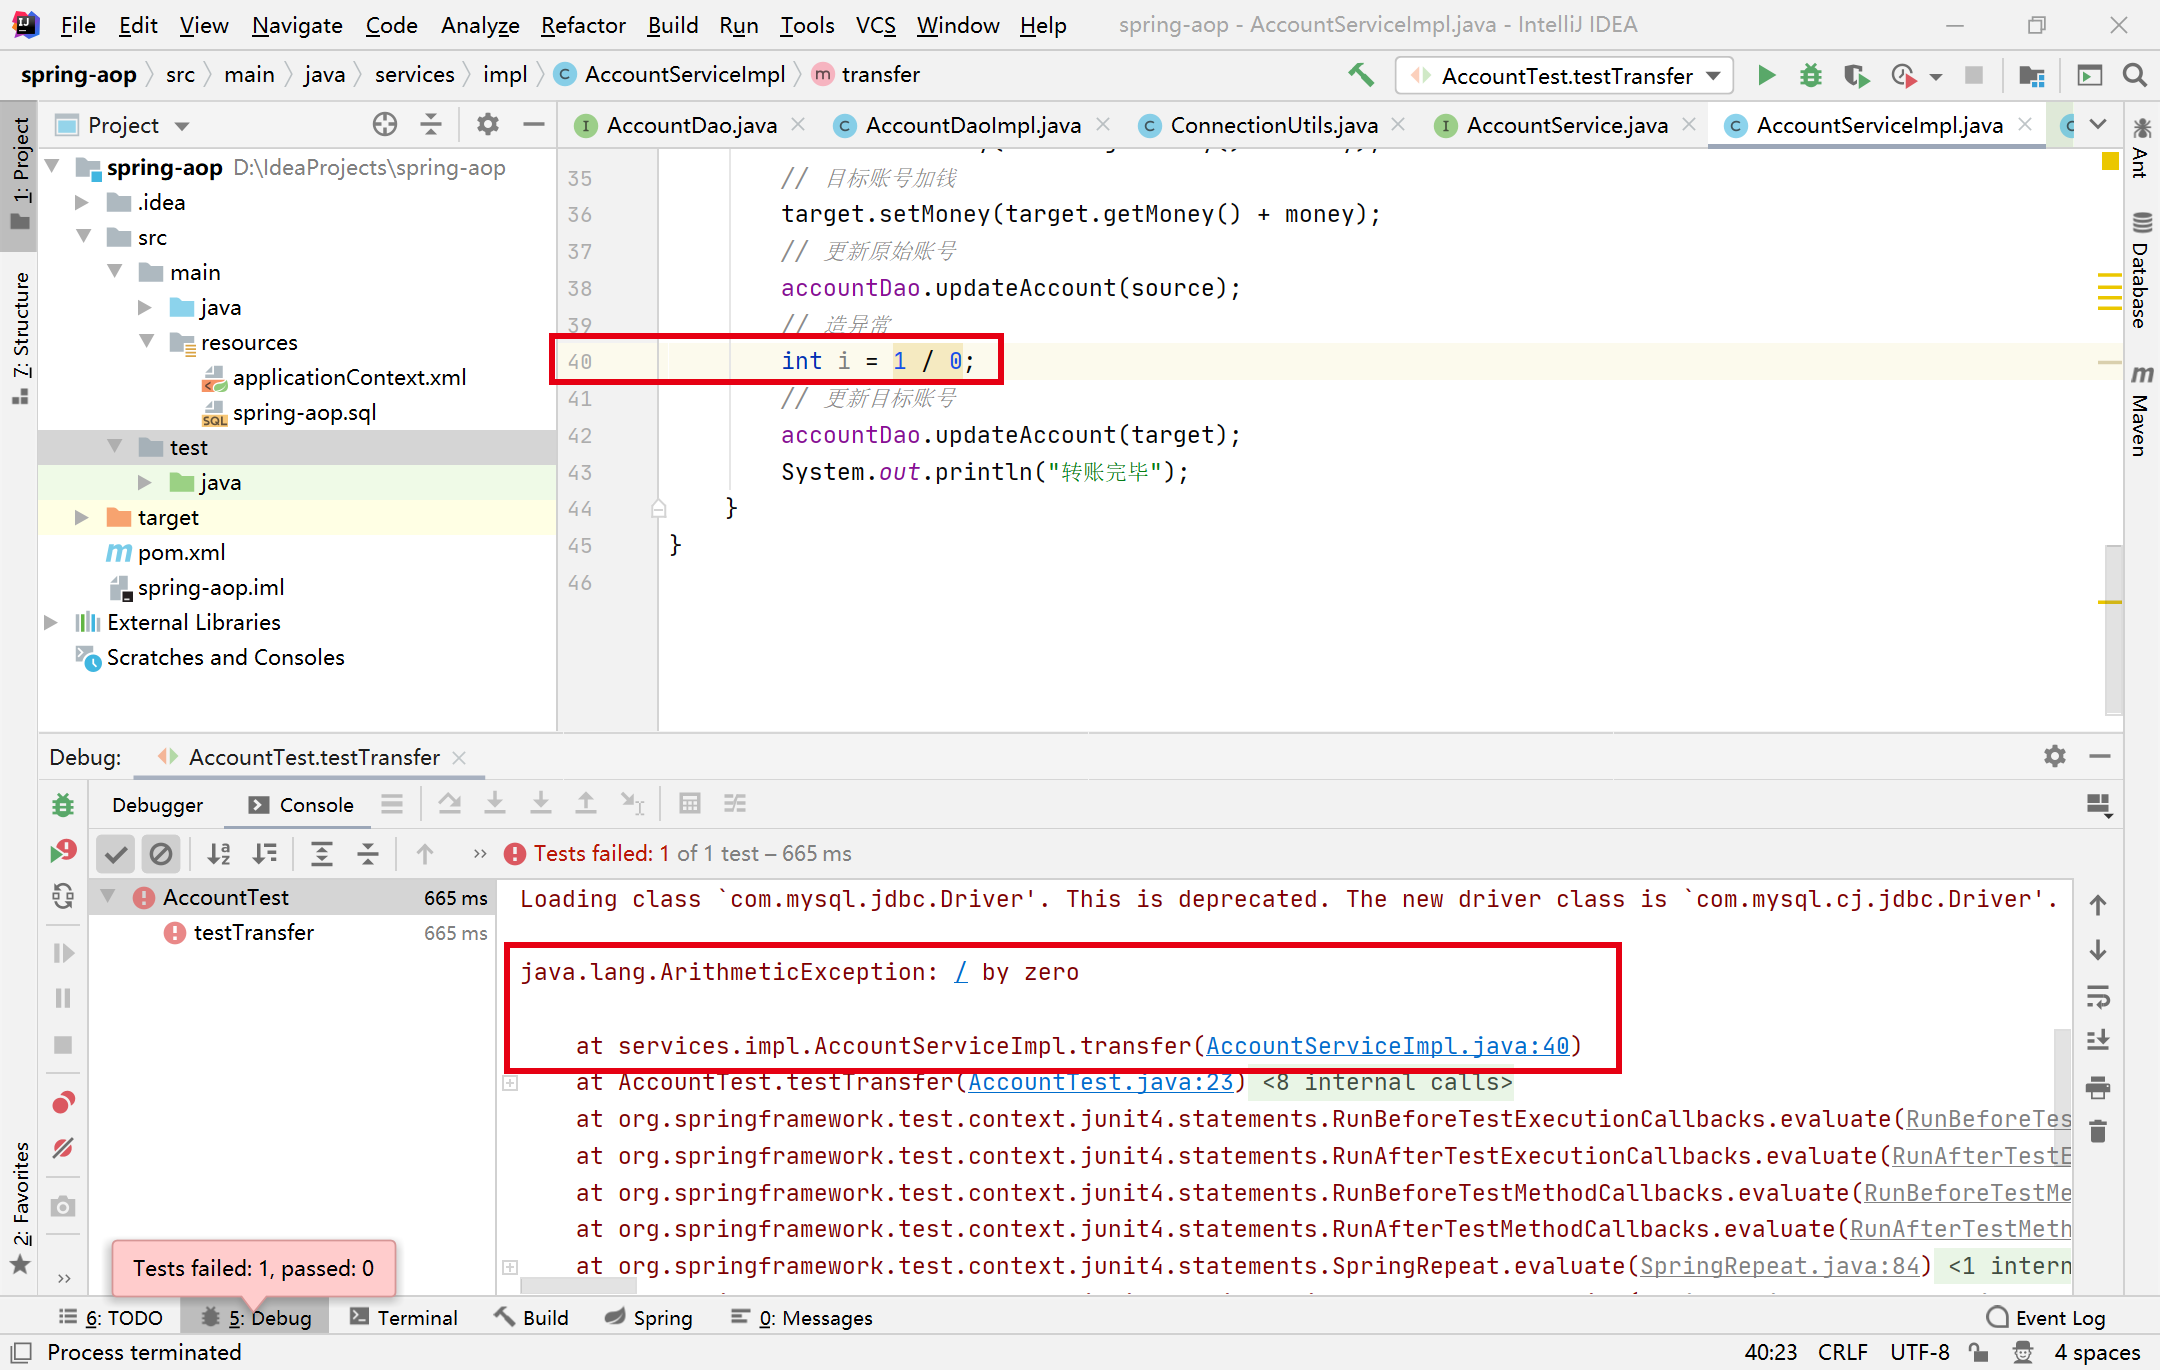 File Edit View Navigate Code Analyze Refactor Build Run Tools VCS Window Help spring-aop - AccountServiceImpl.java - IntelliJ IDEA
spring-aop src main java services impl AccountServiceImpl transfer AccountTest.testTransfer
1: Project
7: Structure
2: Favorites
Project
spring-aop D:\IdeaProjects\spring-aop
.idea
src
main
java
resources
applicationContext.xml
spring-aop.sql
test
java
target
pom.xml
spring-aop.iml
External Libraries
Scratches and Consoles
AccountDao.java AccountDaoImpl.java ConnectionUtils.java AccountService.java AccountServiceImpl.java
35 // 目标账号加钱
36 target.setMoney(target.getMoney() + money);
37 // 更新原始账号
38 accountDao.updateAccount(source);
39 // 造异常
40 int i = 1 / 0;
41 // 更新目标账号
42 accountDao.updateAccount(target);
43 System.out.println("转账完毕");
44 }
45 }
46
Ant
Database
Maven
Debug: AccountTest.testTransfer
Debugger Console
Tests failed: 1 of 1 test – 665 ms
AccountTest 665 ms
testTransfer 665 ms
Loading class `com.mysql.jdbc.Driver'. This is deprecated. The new driver class is `com.mysql.cj.jdbc.Driver'.
java.lang.ArithmeticException: / by zero
at services.impl.AccountServiceImpl.transfer(AccountServiceImpl.java:40)
at AccountTest.testTransfer(AccountTest.java:23) <8 internal calls>
at org.springframework.test.context.junit4.statements.RunBeforeTestExecutionCallbacks.evaluate(RunBeforeTes
at org.springframework.test.context.junit4.statements.RunAfterTestExecutionCallbacks.evaluate(RunAfterTestE
at org.springframework.test.context.junit4.statements.RunBeforeTestMethodCallbacks.evaluate(RunBeforeTestMe
at org.springframework.test.context.junit4.statements.RunAfterTestMethodCallbacks.evaluate(RunAfterTestMeth
at org.springframework.test.context.junit4.statements.SpringRepeat.evaluate(SpringRepeat.java:84) <1 intern
Tests failed: 1, passed: 0
6: TODO 5: Debug Terminal Build Spring 0: Messages Event Log
Process terminated 40:23 CRLF UTF-8 4 spaces